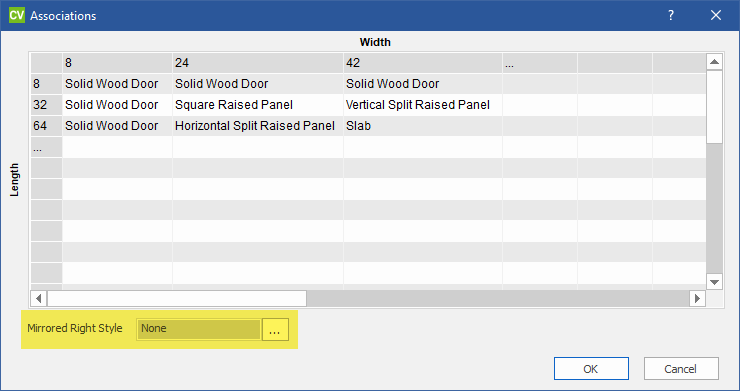 CV Associations ? ×
Width
8 24 42 ...
8 Solid Wood Door Solid Wood Door Solid Wood Door
32 Solid Wood Door Square Raised Panel Vertical Split Raised Panel
64 Solid Wood Door Horizontal Split Raised Panel Slab
...
Length
Mirrored Right Style None ...
OK Cancel